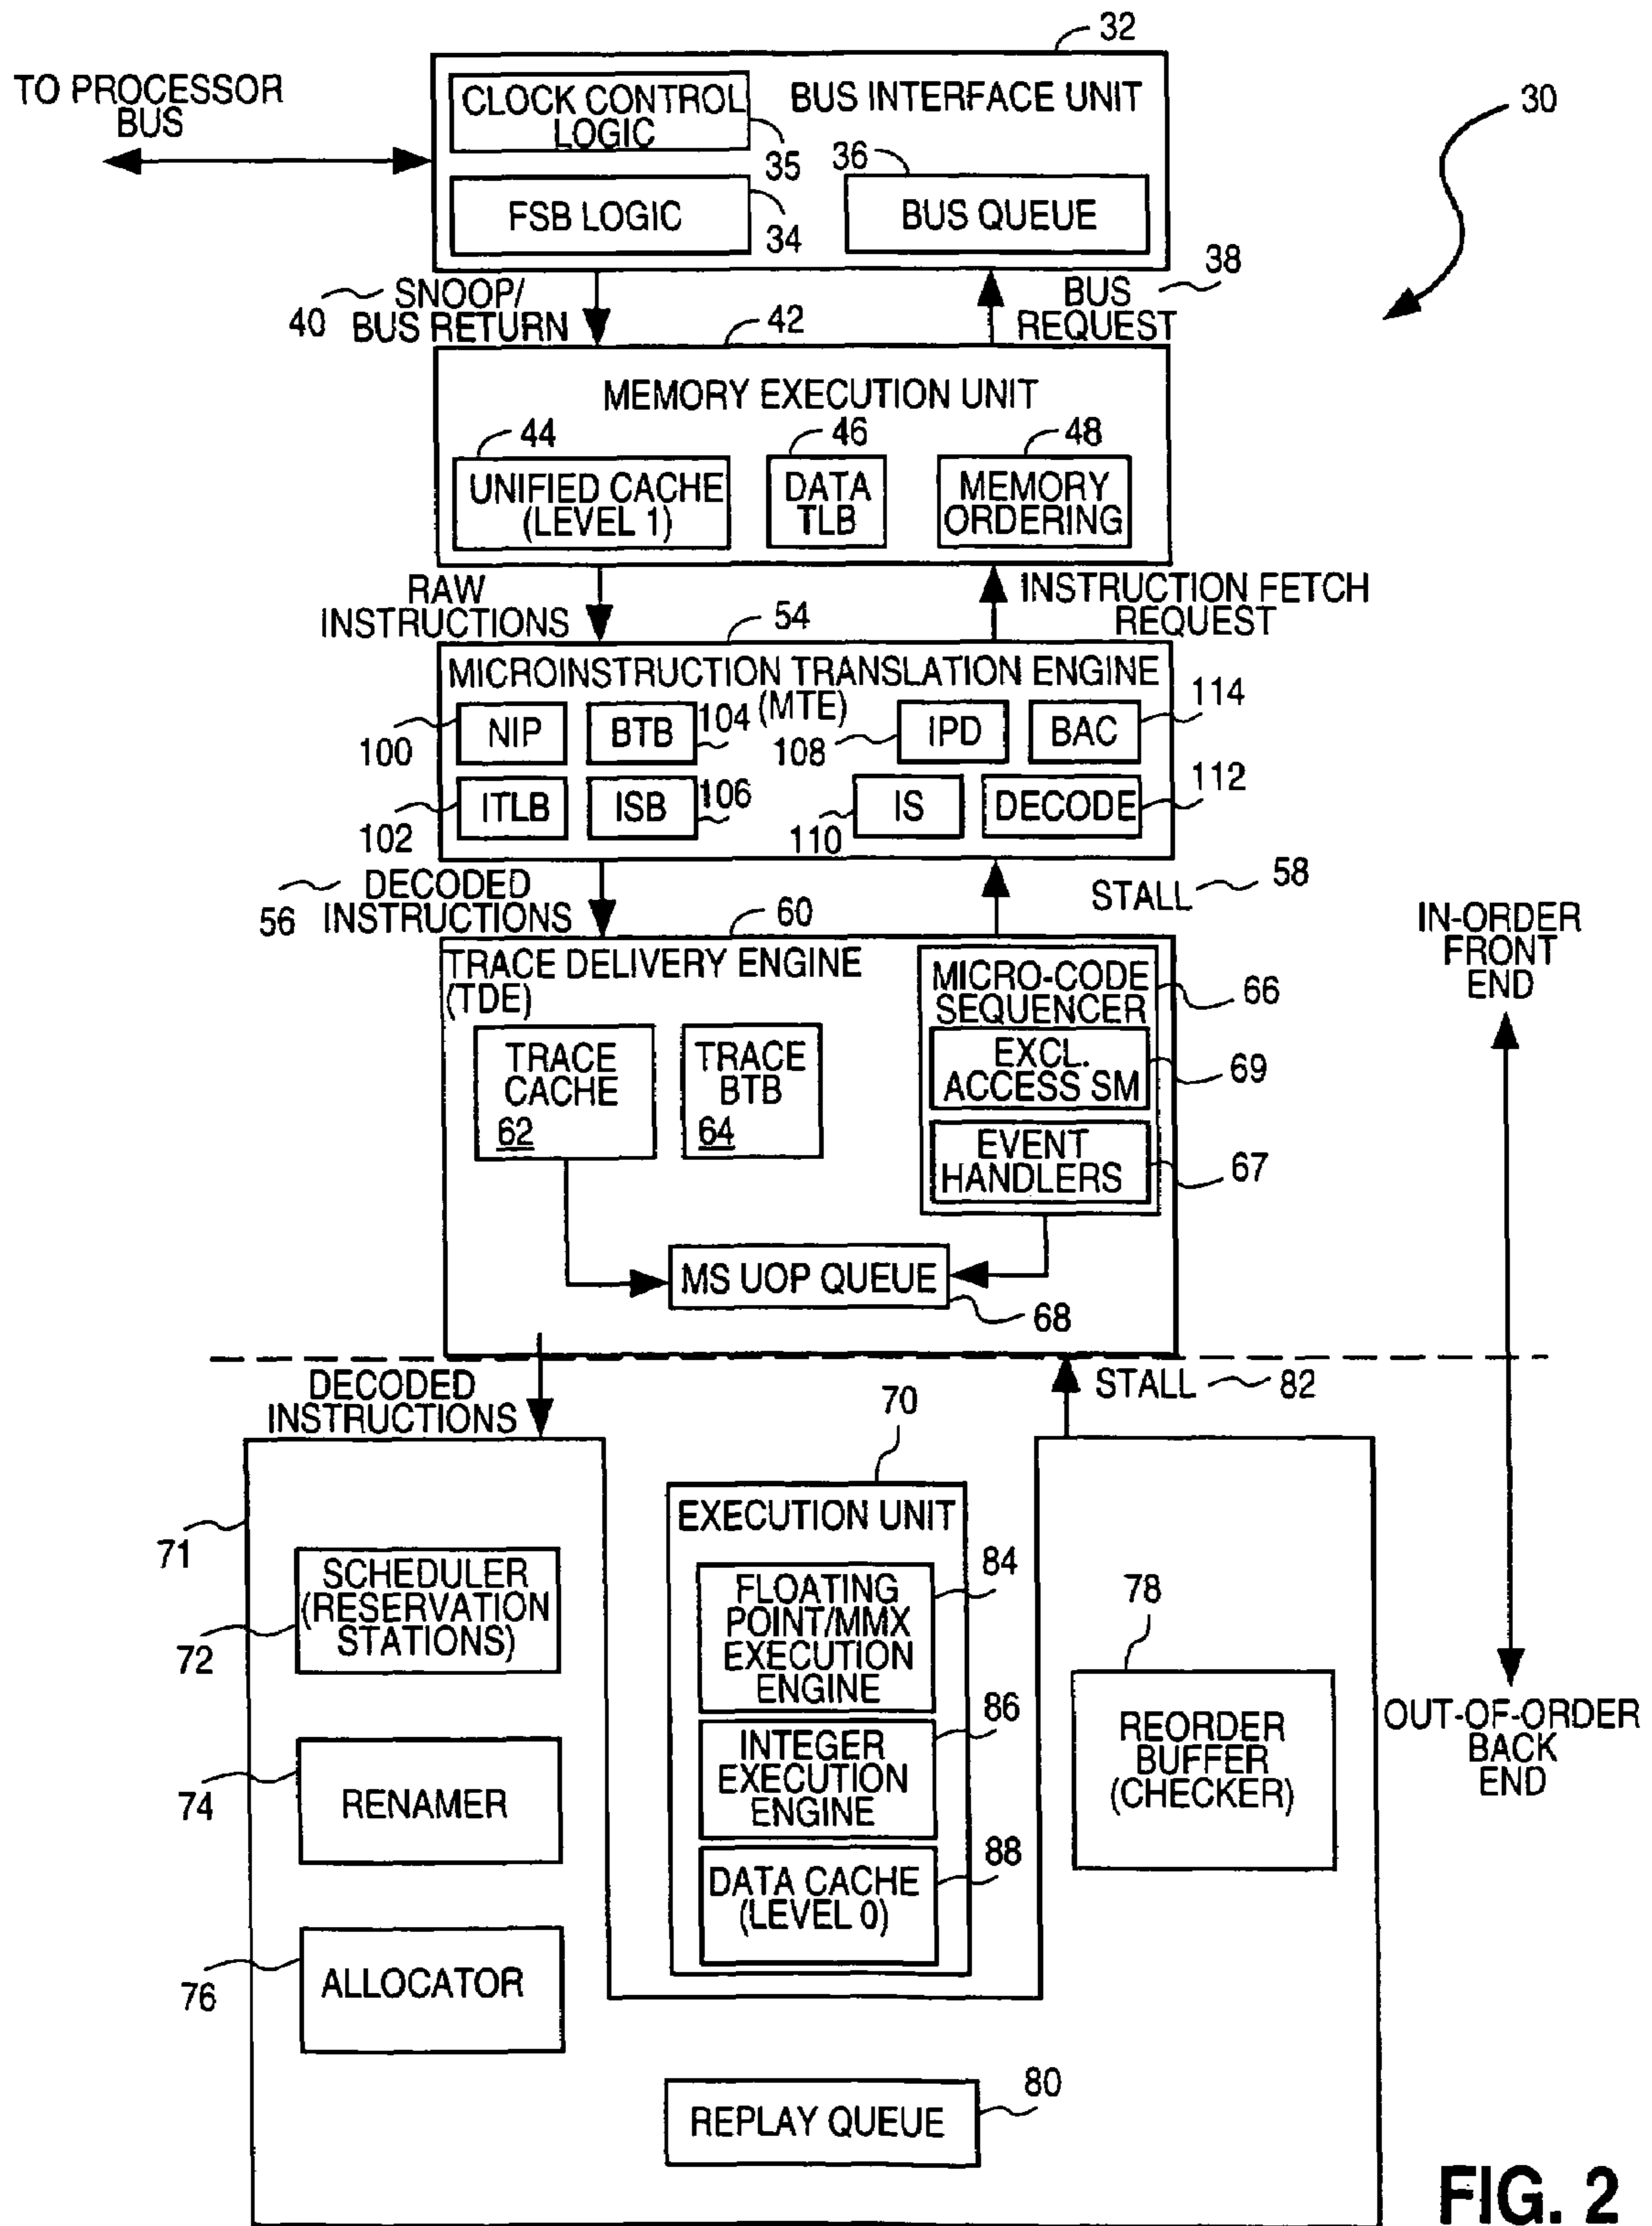 32
TO PROCESSOR
BUS
CLOCK CONTROL
LOGIC
35
BUS INTERFACE UNIT
30
FSB LOGIC
34
36
BUS QUEUE
40
SNOOP/
BUS RETURN
42
BUS
REQUEST
38
MEMORY EXECUTION UNIT
44
UNIFIED CACHE
(LEVEL 1)
46
DATA
TLB
48
MEMORY
ORDERING
RAW
INSTRUCTIONS
54
INSTRUCTION FETCH
REQUEST
MICROINSTRUCTION TRANSLATION ENGINE
(MTE)
100
NIP
BTB
104
108
IPD
BAC
114
102
ITLB
ISB
106
110
IS
DECODE
112
56
DECODED
INSTRUCTIONS
60
STALL
58
IN-ORDER
FRONT
END
TRACE DELIVERY ENGINE
(TDE)
TRACE
CACHE
62
TRACE
BTB
64
MICRO-CODE
SEQUENCER
66
EXCL.
ACCESS SM
69
EVENT
HANDLERS
67
MS UOP QUEUE
68
DECODED
INSTRUCTIONS
70
STALL
82
71
SCHEDULER
(RESERVATION
STATIONS)
72
RENAMER
74
ALLOCATOR
76
EXECUTION UNIT
FLOATING
POINT/MMX
EXECUTION
ENGINE
84
INTEGER
EXECUTION
ENGINE
86
DATA CACHE
(LEVEL 0)
88
78
REORDER
BUFFER
(CHECKER)
OUT-OF-ORDER
BACK
END
REPLAY QUEUE
80
FIG. 2